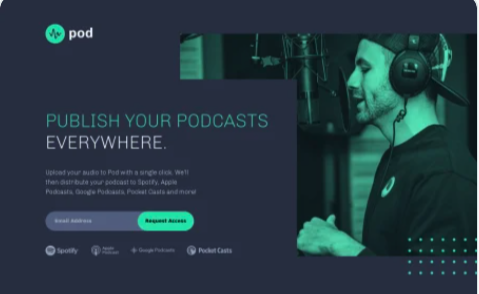 pod
PUBLISH YOUR PODCASTS
EVERYWHERE.
Upload your audio to Pod with a single click. We'll
then distribute your podcast to Spotify, Apple
Podcasts, Google Podcasts, Pocket Casts and more!
Email Address
Request Access
Spotify
Apple
Podcasts
Google Podcasts
Pocket Casts